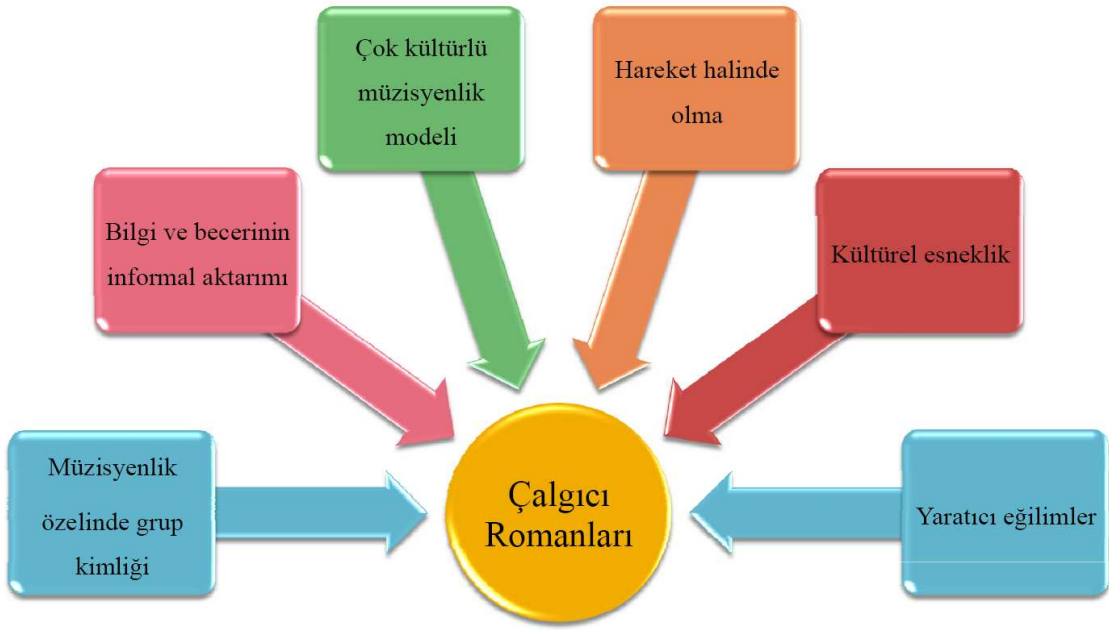 Müzisyenlik
özelinde grup
kimliği
Bilgi ve becerinin
informal aktarımı
Çok kültürlü
müzisyenlik
modeli
Hareket halinde
olma
Kültürel esneklik
Yaratıcı eğilimler
Çalgıcı
Romanları